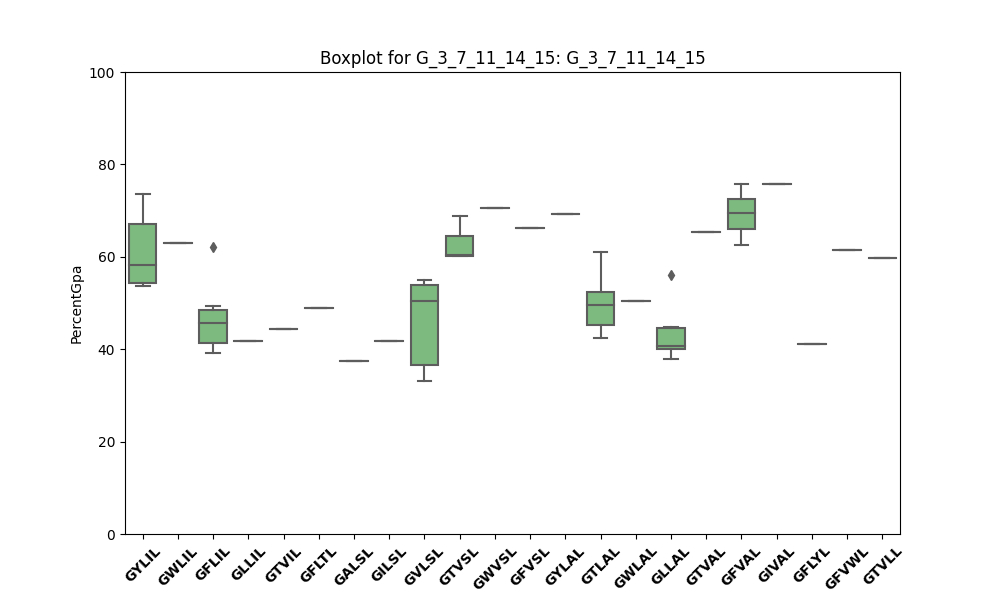 Boxplot for G_3_7_11_14_15: G_3_7_11_14_15
PercentGpa
100
80
60
40
20
0
GYLIL
GWLIL
GFLIL
GLLIL
GTVIL
GFLTL
GALSL
GILSL
GVLSL
GTVSL
GWVSL
GFVSL
GYLAL
GTLAL
GWLAL
GLLAL
GTVAL
GFVAL
GIVAL
GFLYL
GFVWL
GTVLL